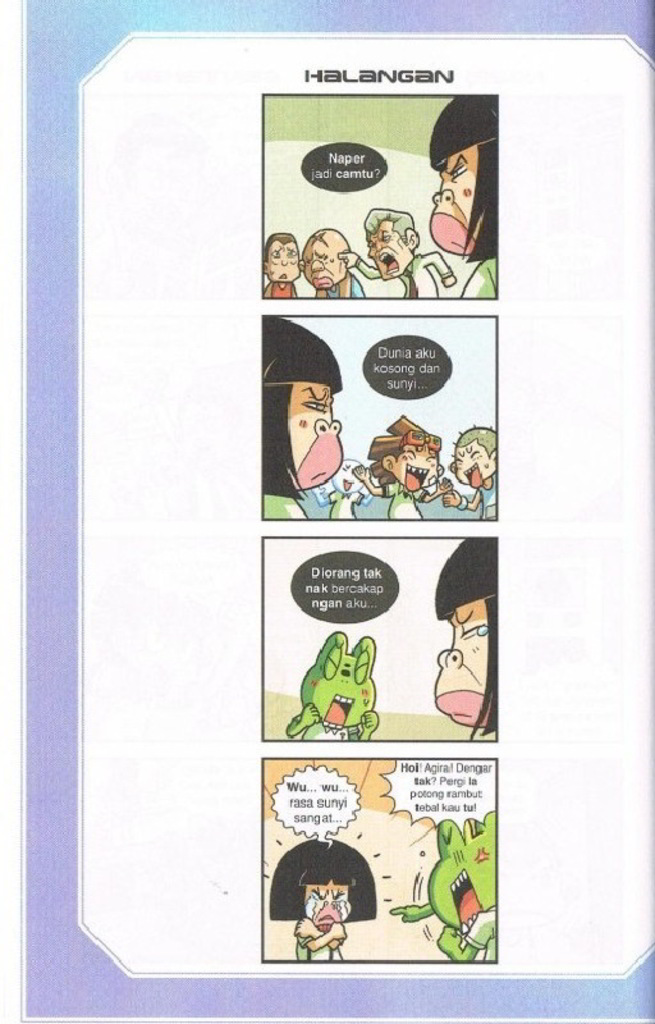 HALANGAN
Naper
jadi camtu?
Dunia aku
kosong dan
sunyi...
Diorang tak
nak bercakap
ngan aku...
Wu... wu...
rasa sunyi
sangat...
Hoi! Agira! Dengar
tak? Pergi la
potong rambut
tebal kau tu!